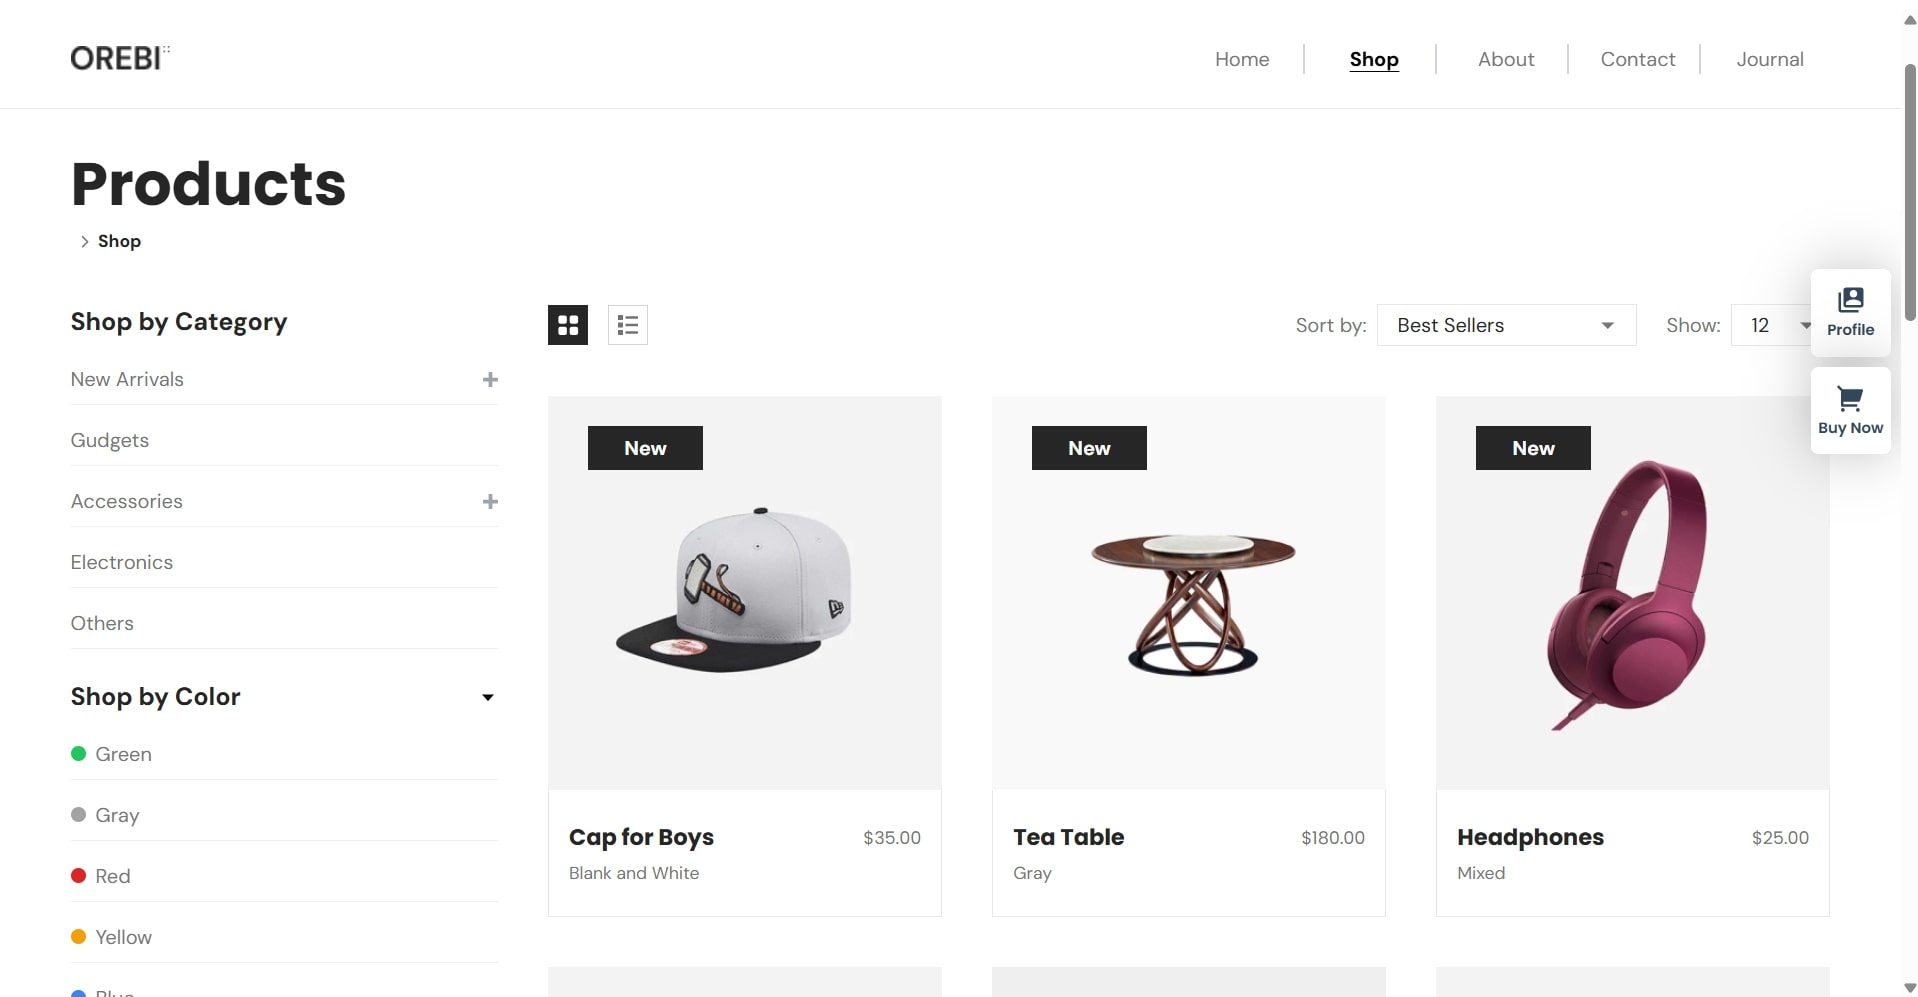 OREBI
Home
Shop
About
Contact
Journal
Products
Shop
Shop by Category
New Arrivals
Gudgets
Accessories
Electronics
Others
Shop by Color
Green
Gray
Red
Yellow
Blue
Sort by:
Best Sellers
Show:
12
Profile
Buy Now
New
Cap for Boys
$35.00
Blank and White
New
Tea Table
$180.00
Gray
New
Headphones
$25.00
Mixed